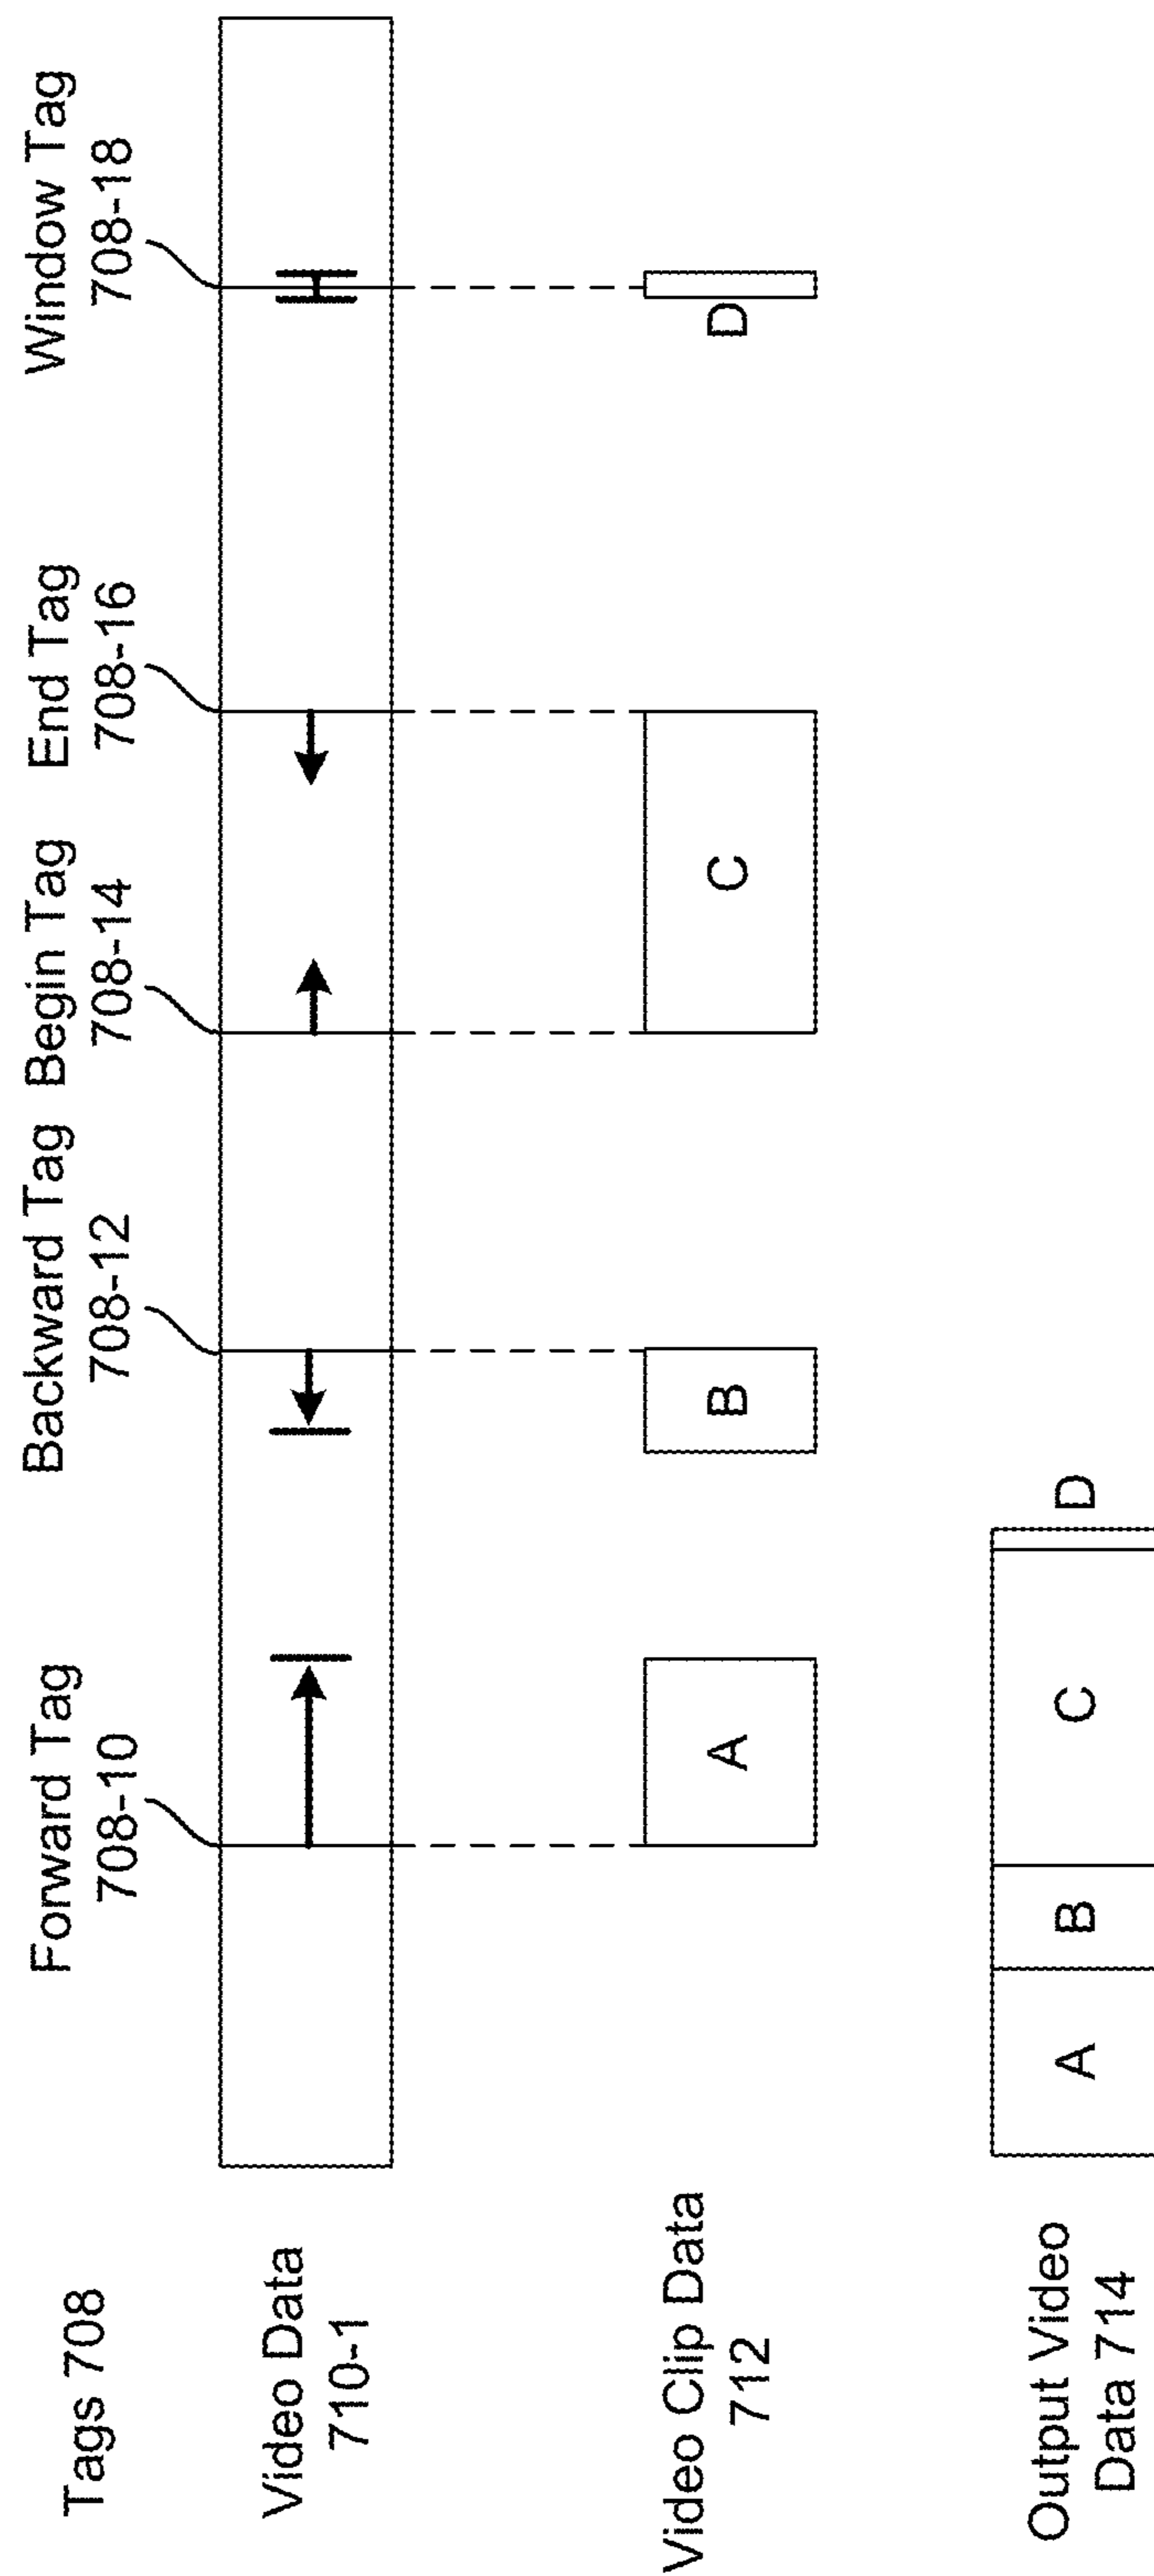 Tags 708
Forward Tag
708-10
Backward Tag
708-12
Begin Tag
708-14
End Tag
708-16
Window Tag
708-18
Video Data
710-1
Video Clip Data
712
A
B
C
D
Output Video
Data 714
A
B
C
D